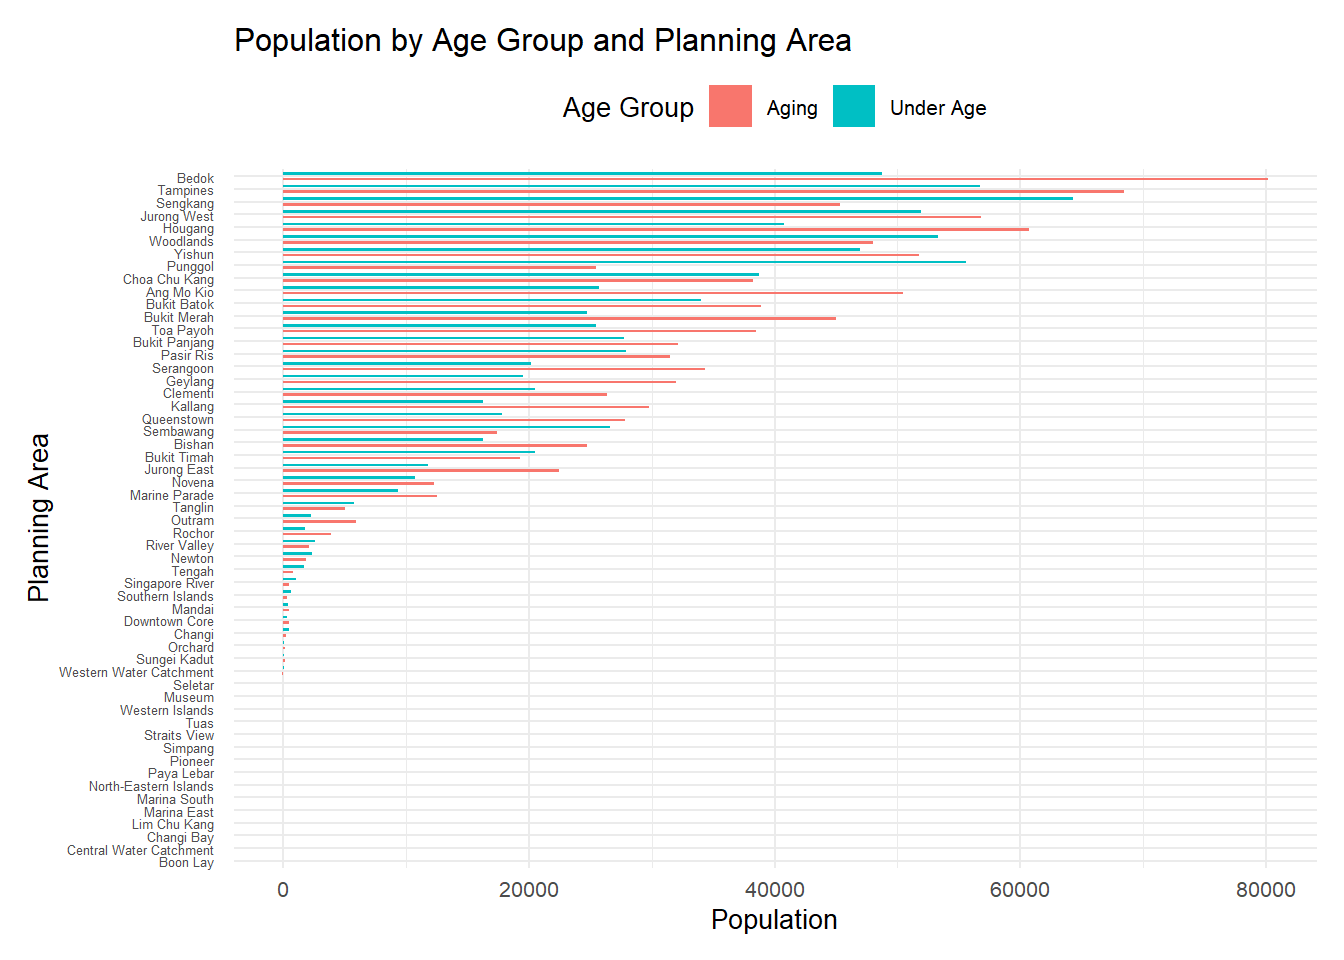 Population by Age Group and Planning Area
Age Group Aging Under Age
Planning Area
Bedok
Tampines
Sengkang
Jurong West
Hougang
Woodlands
Yishun
Punggol
Choa Chu Kang
Ang Mo Kio
Bukit Batok
Bukit Merah
Toa Payoh
Bukit Panjang
Pasir Ris
Serangoon
Geylang
Clementi
Kallang
Queenstown
Sembawang
Bishan
Bukit Timah
Jurong East
Novena
Marine Parade
Tanglin
Outram
Rochor
River Valley
Newton
Tengah
Singapore River
Southern Islands
Mandai
Downtown Core
Changi
Orchard
Sungei Kadut
Western Water Catchment
Seletar
Museum
Western Islands
Tuas
Straits View
Simpang
Pioneer
Paya Lebar
North-Eastern Islands
Marina South
Marina East
Lim Chu Kang
Changi Bay
Central Water Catchment
Boon Lay
0 20000 40000 60000 80000
Population